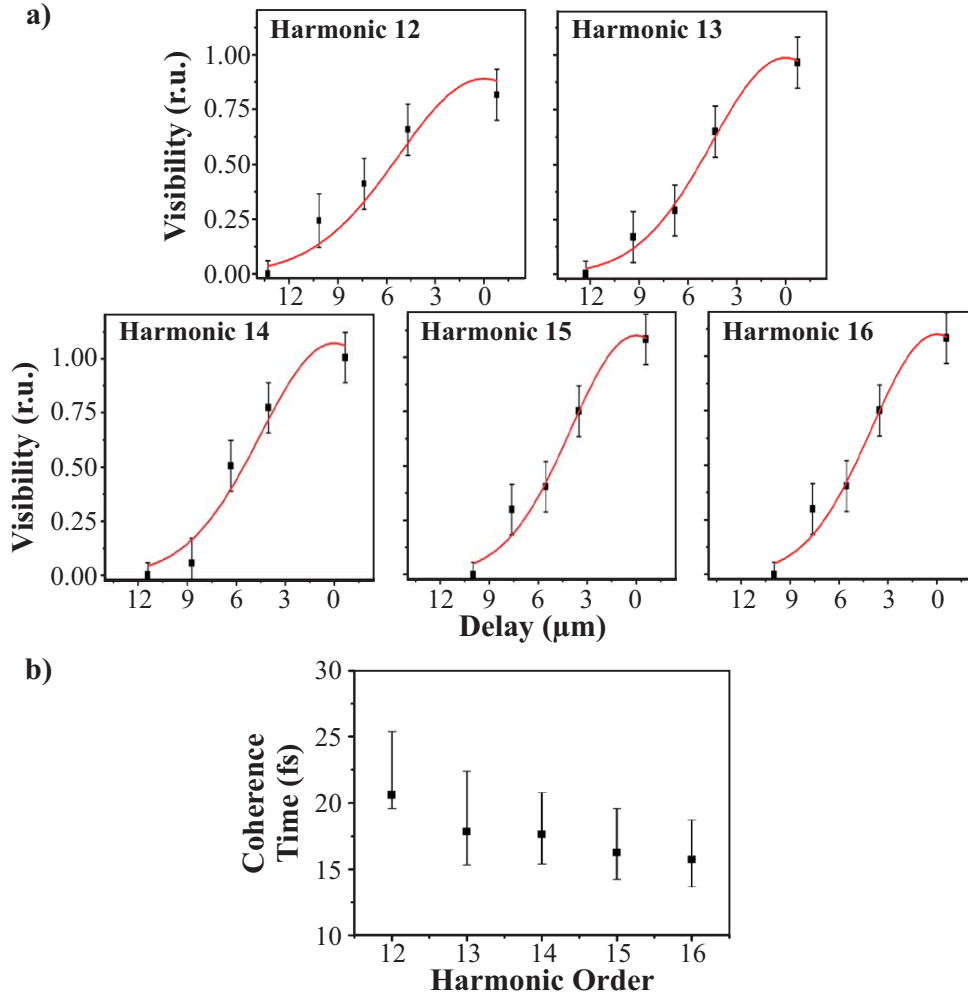 a)
Harmonic 12
Harmonic 13
1.00
0.75
0.50
0.25
0.00
Visibility (r.u.)
12 9 6 3 0
12 9 6 3 0
Harmonic 14
Harmonic 15
Harmonic 16
1.00
0.75
0.50
0.25
0.00
Visibility (r.u.)
12 9 6 3 0
12 9 6 3 0
12 9 6 3 0
Delay (µm)
b)
30
25
20
15
10
Coherence
Time (fs)
12 13 14 15 16
Harmonic Order